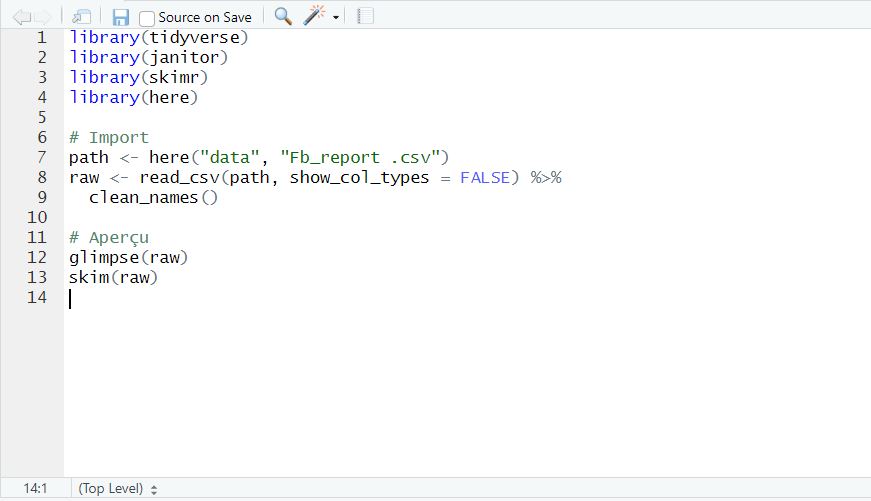 Source on Save
1 library(tidyverse)
2 library(janitor)
3 library(skimr)
4 library(here)
5
6 # Import
7 path <- here("data", "Fb_report .csv")
8 raw <- read_csv(path, show_col_types = FALSE) %>%
9   clean_names()
10
11 # Aperçu
12 glimpse(raw)
13 skim(raw)
14
14:1 (Top Level)